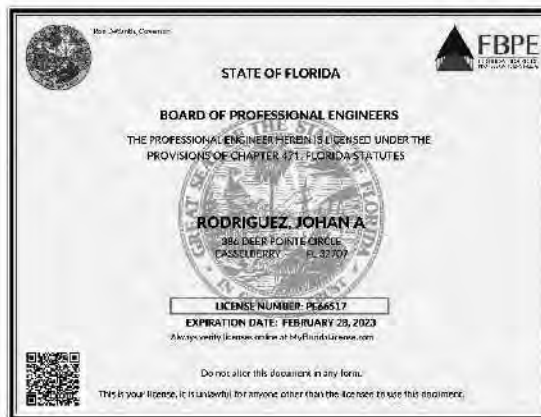 Ron DeSantis, Governor
FBPE
STATE OF FLORIDA
BOARD OF PROFESSIONAL ENGINEERS
THE PROFESSIONAL ENGINEER HEREIN IS LICENSED UNDER THE
PROVISIONS OF CHAPTER 471, FLORIDA STATUTES
RODRIGUEZ, JOHAN A
386 DEER POINTE CIRCLE
CASSELBERRY FL 32707
LICENSE NUMBER: PE66517
EXPIRATION DATE: FEBRUARY 28, 2023
Always verify licenses online at MyFloridaLicense.com
Do not alter this document in any form.
This is your license. It is unlawful for anyone other than the licensee to use this document.